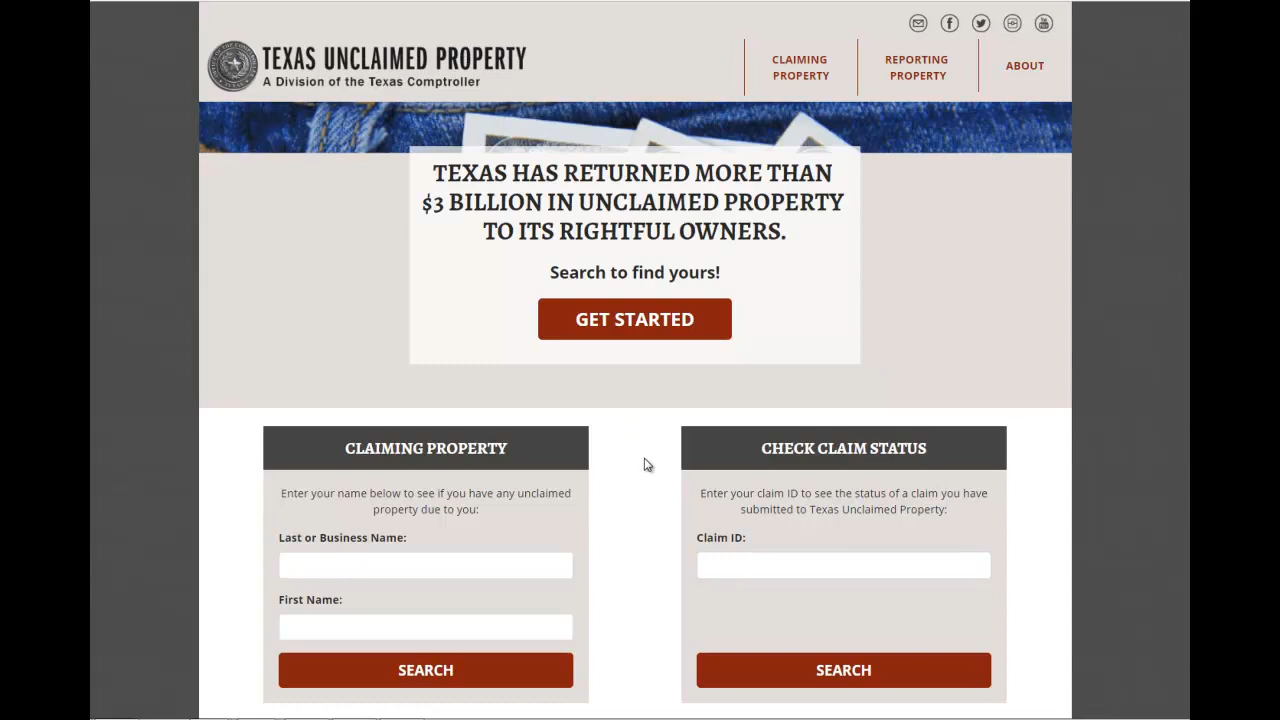 TEXAS UNCLAIMED PROPERTY
A Division of the Texas Comptroller
CLAIMING
PROPERTY
REPORTING
PROPERTY
ABOUT
TEXAS HAS RETURNED MORE THAN
$3 BILLION IN UNCLAIMED PROPERTY
TO ITS RIGHTFUL OWNERS.
Search to find yours!
GET STARTED
CLAIMING PROPERTY
Enter your name below to see if you have any unclaimed
property due to you:
Last or Business Name:
First Name:
SEARCH
CHECK CLAIM STATUS
Enter your claim ID to see the status of a claim you have
submitted to Texas Unclaimed Property:
Claim ID:
SEARCH